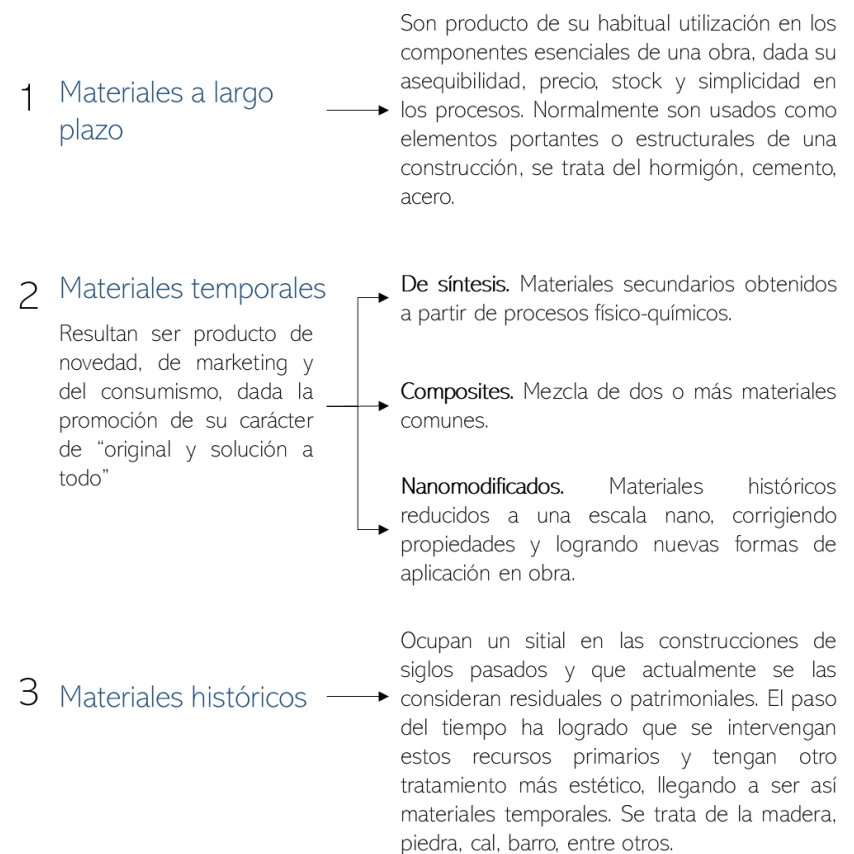 1 Materiales a largo
plazo
Son producto de su habitual utilización en los
componentes esenciales de una obra, dada su
asequibilidad, precio, stock y simplicidad en
los procesos. Normalmente son usados como
elementos portantes o estructurales de una
construcción, se trata del hormigón, cemento,
acero.
2 Materiales temporales
Resultan ser producto de
novedad, de marketing y
del consumismo, dada la
promoción de su carácter
de “original y solución a
todo”
De síntesis. Materiales secundarios obtenidos
a partir de procesos físico-químicos.
Composites. Mezcla de dos o más materiales
comunes.
Nanomodificados. Materiales históricos
reducidos a una escala nano, corrigiendo
propiedades y logrando nuevas formas de
aplicación en obra.
3 Materiales históricos
Ocupan un sitial en las construcciones de
siglos pasados y que actualmente se las
consideran residuales o patrimoniales. El paso
del tiempo ha logrado que se intervengan
estos recursos primarios y tengan otro
tratamiento más estético, llegando a ser así
materiales temporales. Se trata de la madera,
piedra, cal, barro, entre otros.